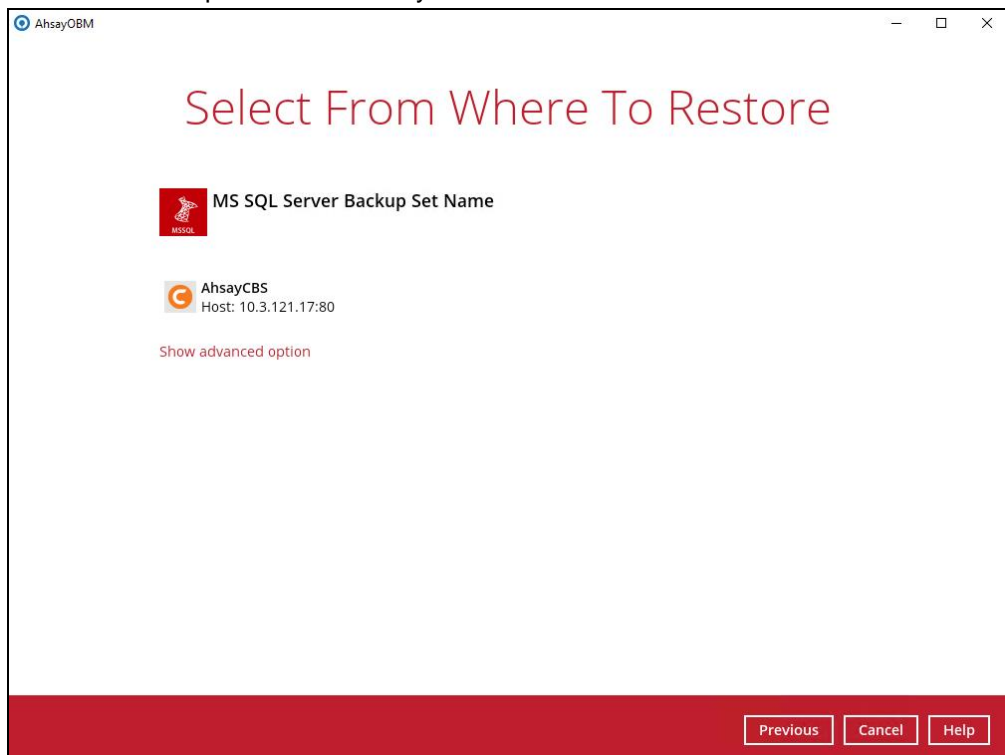 AhsayOBM
Select From Where To Restore
MSSQL
MS SQL Server Backup Set Name
AhsayCBS
Host: 10.3.121.17:80
Show advanced option
Previous
Cancel
Help